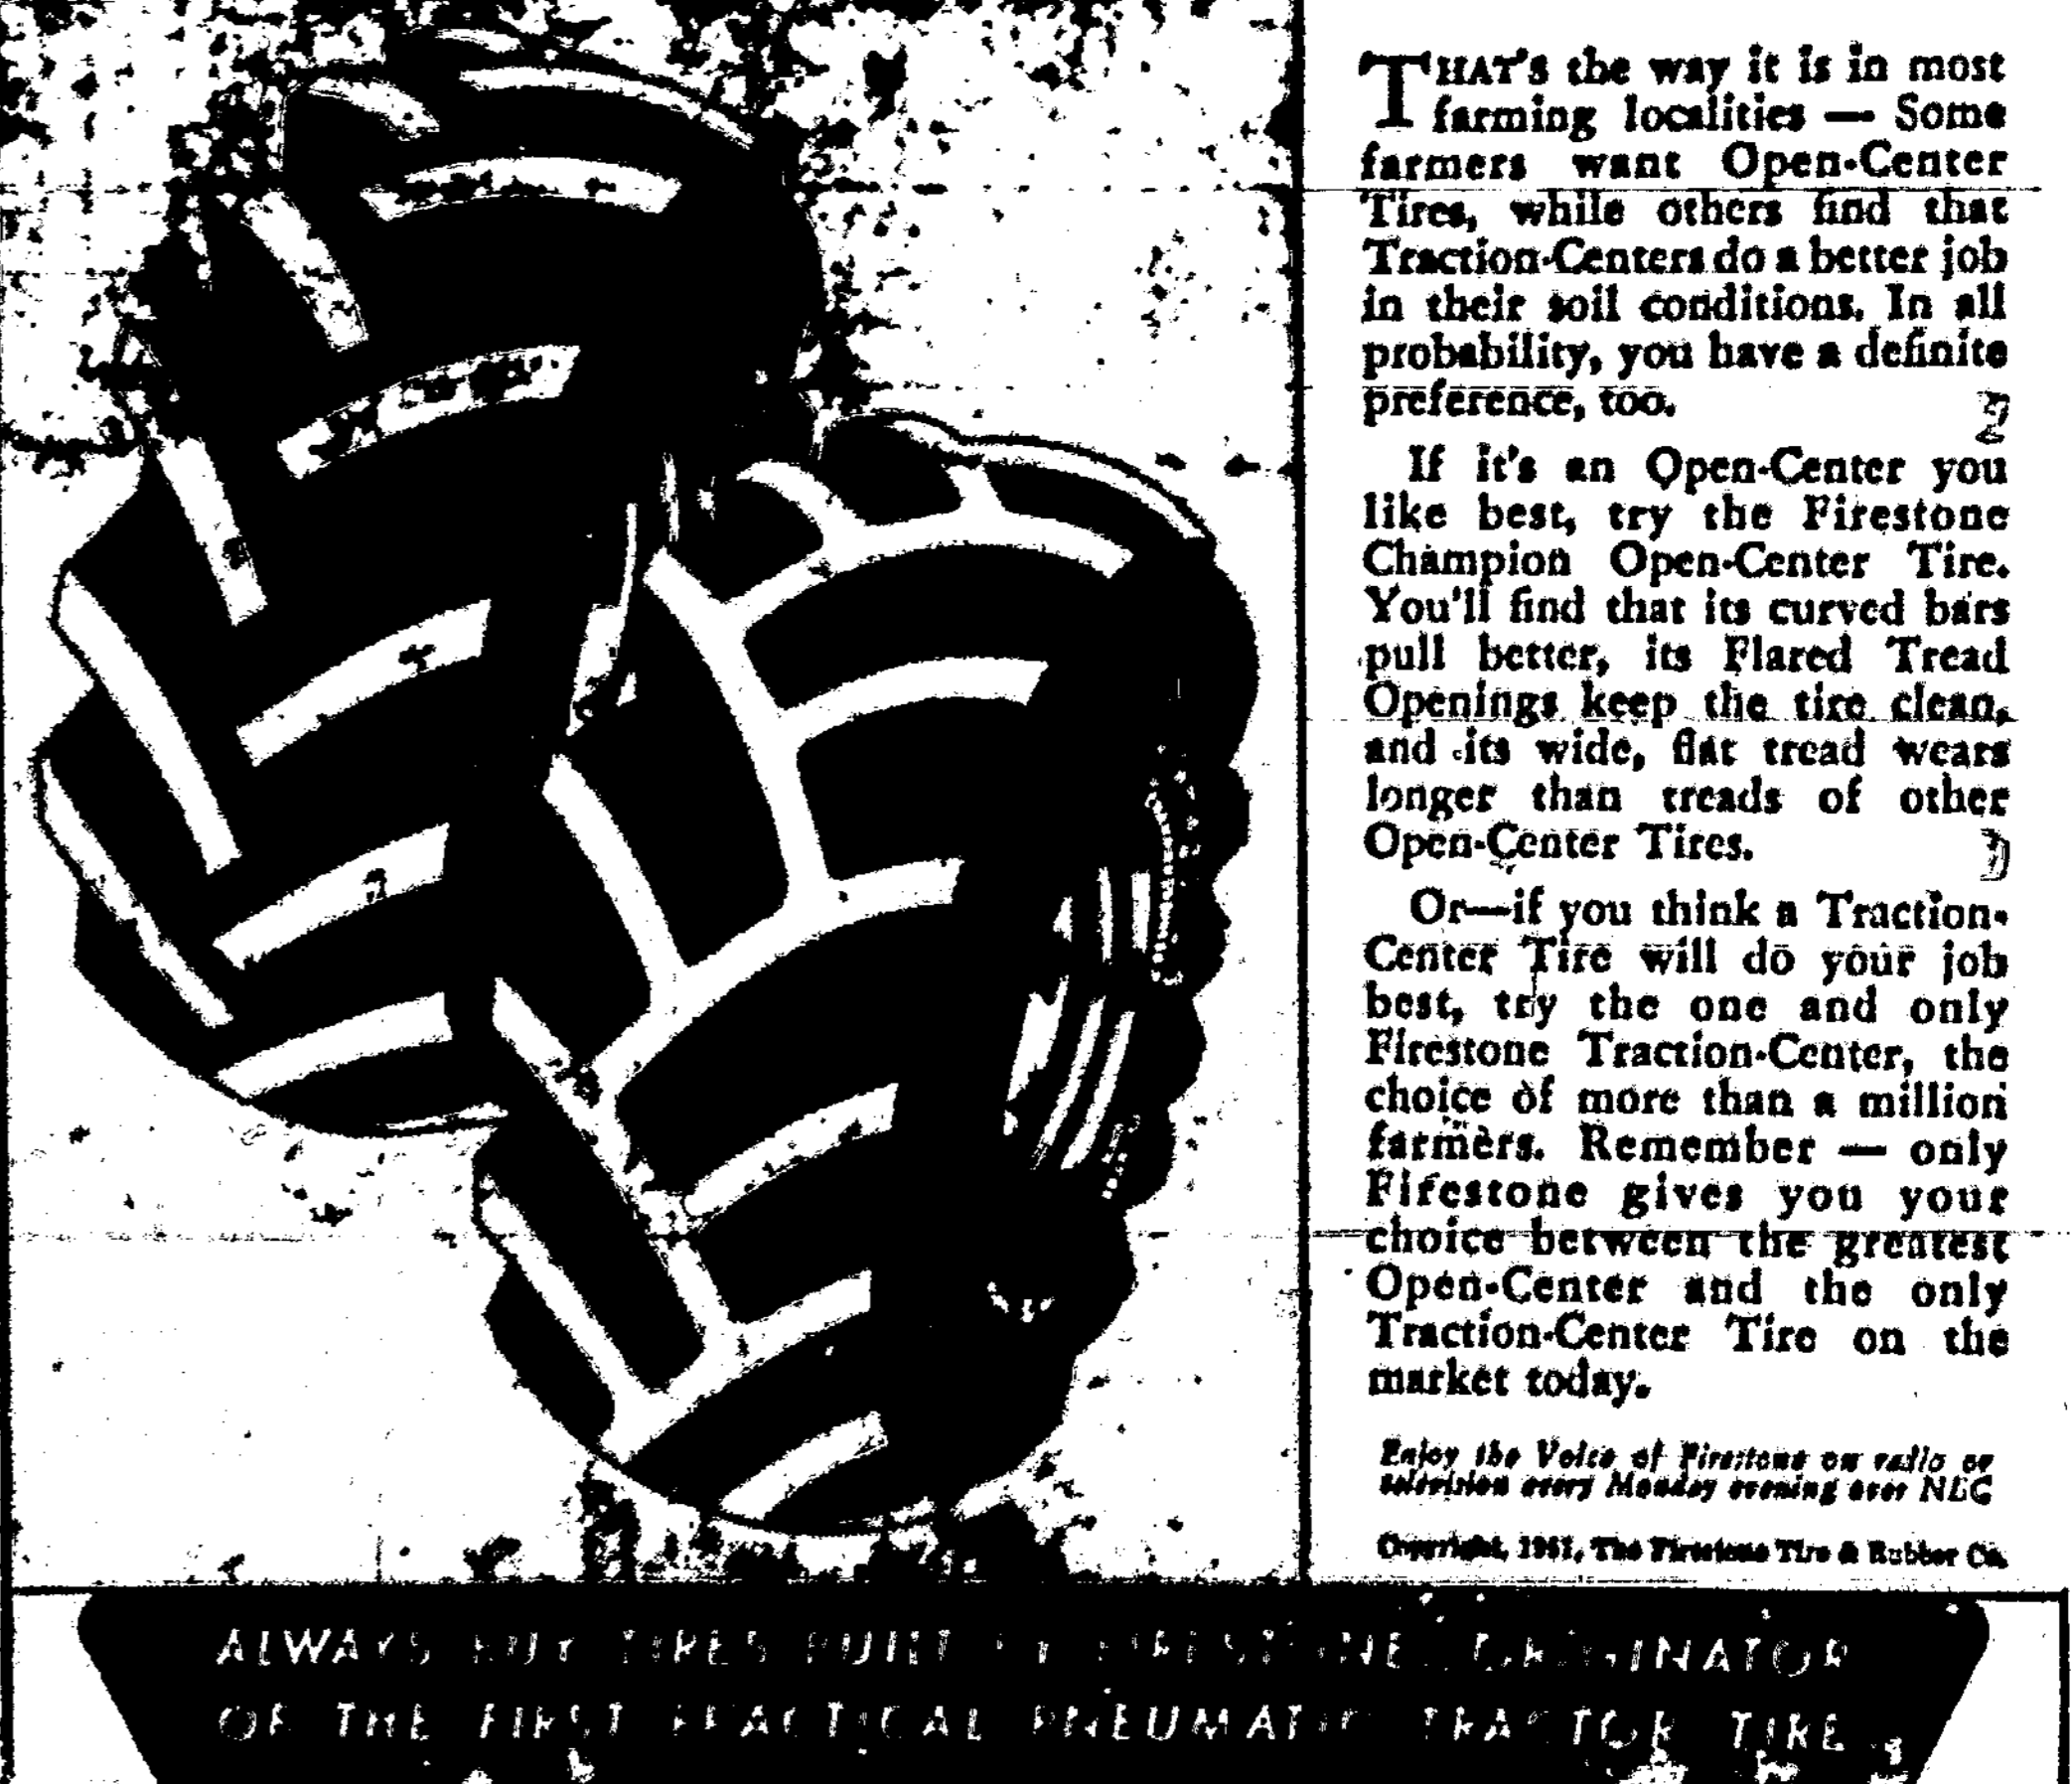 THAT'S the way it is in most
farming localities — Some
farmers want Open-Center
Tires, while others find that
Traction-Centers do a better job
in their soil conditions. In all
probability, you have a definite
preference, too.
If it's an Open-Center you
like best, try the Firestone
Champion Open-Center Tire.
You'll find that its curved bars
pull better, its Flared Tread
Openings keep the tire clean,
and its wide, flat tread wears
longer than treads of other
Open-Center Tires.
Or—if you think a Traction-
Center Tire will do your job
best, try the one and only
Firestone Traction-Center, the
choice of more than a million
farmers. Remember — only
Firestone gives you your
choice between the greatest
Open-Center and the only
Traction-Center Tire on the
market today.
Enjoy the Voice of Firestone on radio or
television every Monday evening over NBC
Copyright, The Firestone Tire & Rubber Co.
ALWAYS BUY TIRES BUILT BY FIRESTONE, ORIGINATOR
OF THE FIRST PRACTICAL PNEUMATIC TRACTOR TIRE